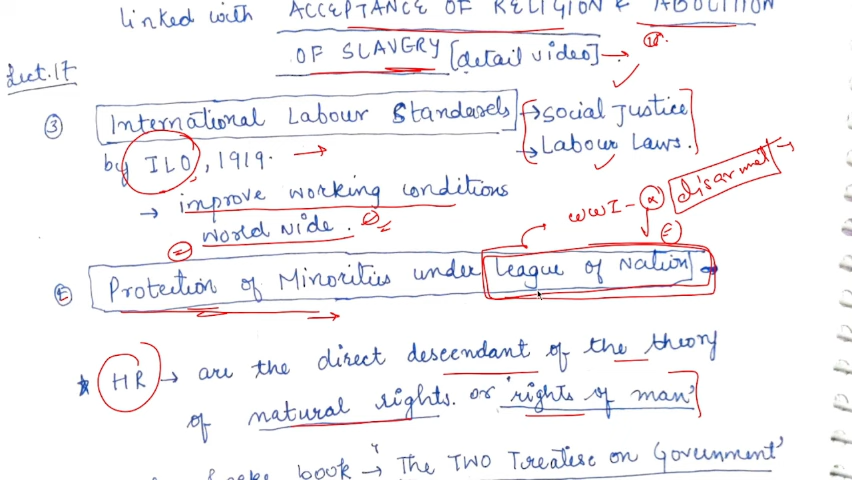 linked with ACCEPTANCE OF RELIGION & ABOLITION
OF SLAVERY [detail video] →
Lect.17
③ International Labour Standards → Social Justice
→ Labour Laws.
by ILO, 1919. →
→ improve working conditions
world wide.
WWI - disarmat →
Protection of Minorities under League of Nation
* HR → are the direct descendant of the theory
of natural rights. or 'rights of man'
book → 'The TWO Treatise on Government'